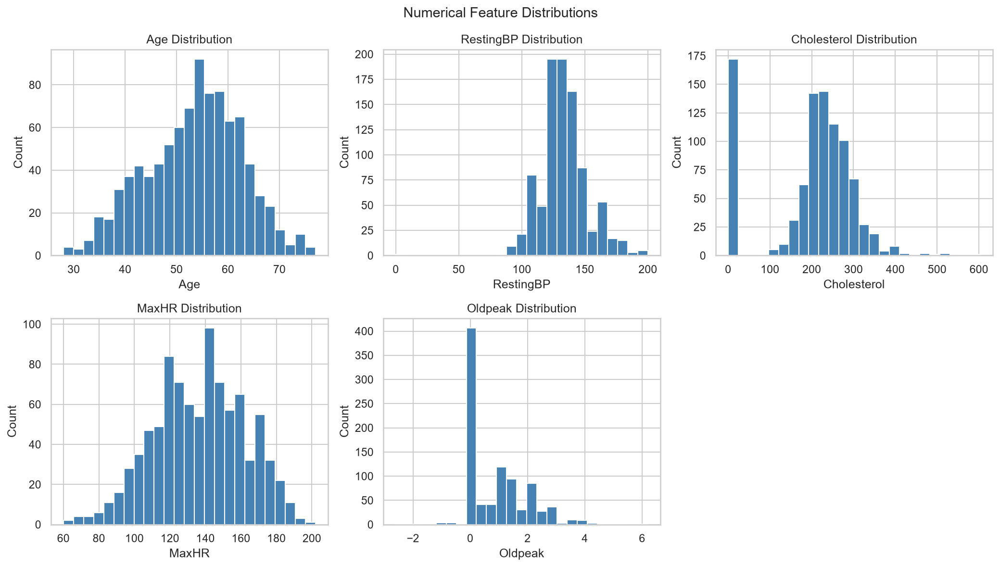 Numerical Feature Distributions
Age Distribution
Count
80
60
40
20
0
30 40 50 60 70
Age
RestingBP Distribution
Count
200
175
150
125
100
75
50
25
0
0 50 100 150 200
RestingBP
Cholesterol Distribution
Count
175
150
125
100
75
50
25
0
0 100 200 300 400 500 600
Cholesterol
MaxHR Distribution
Count
100
80
60
40
20
0
60 80 100 120 140 160 180 200
MaxHR
Oldpeak Distribution
Count
400
350
300
250
200
150
100
50
0
−2 0 2 4 6
Oldpeak